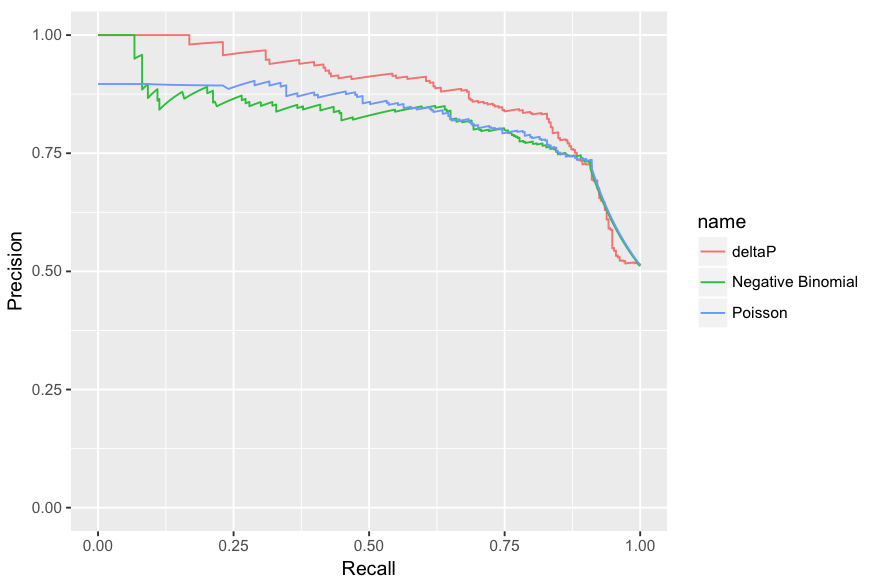 1.00
0.75
0.50
0.25
0.00
Precision
0.00 0.25 0.50 0.75 1.00
Recall
name
deltaP
Negative Binomial
Poisson